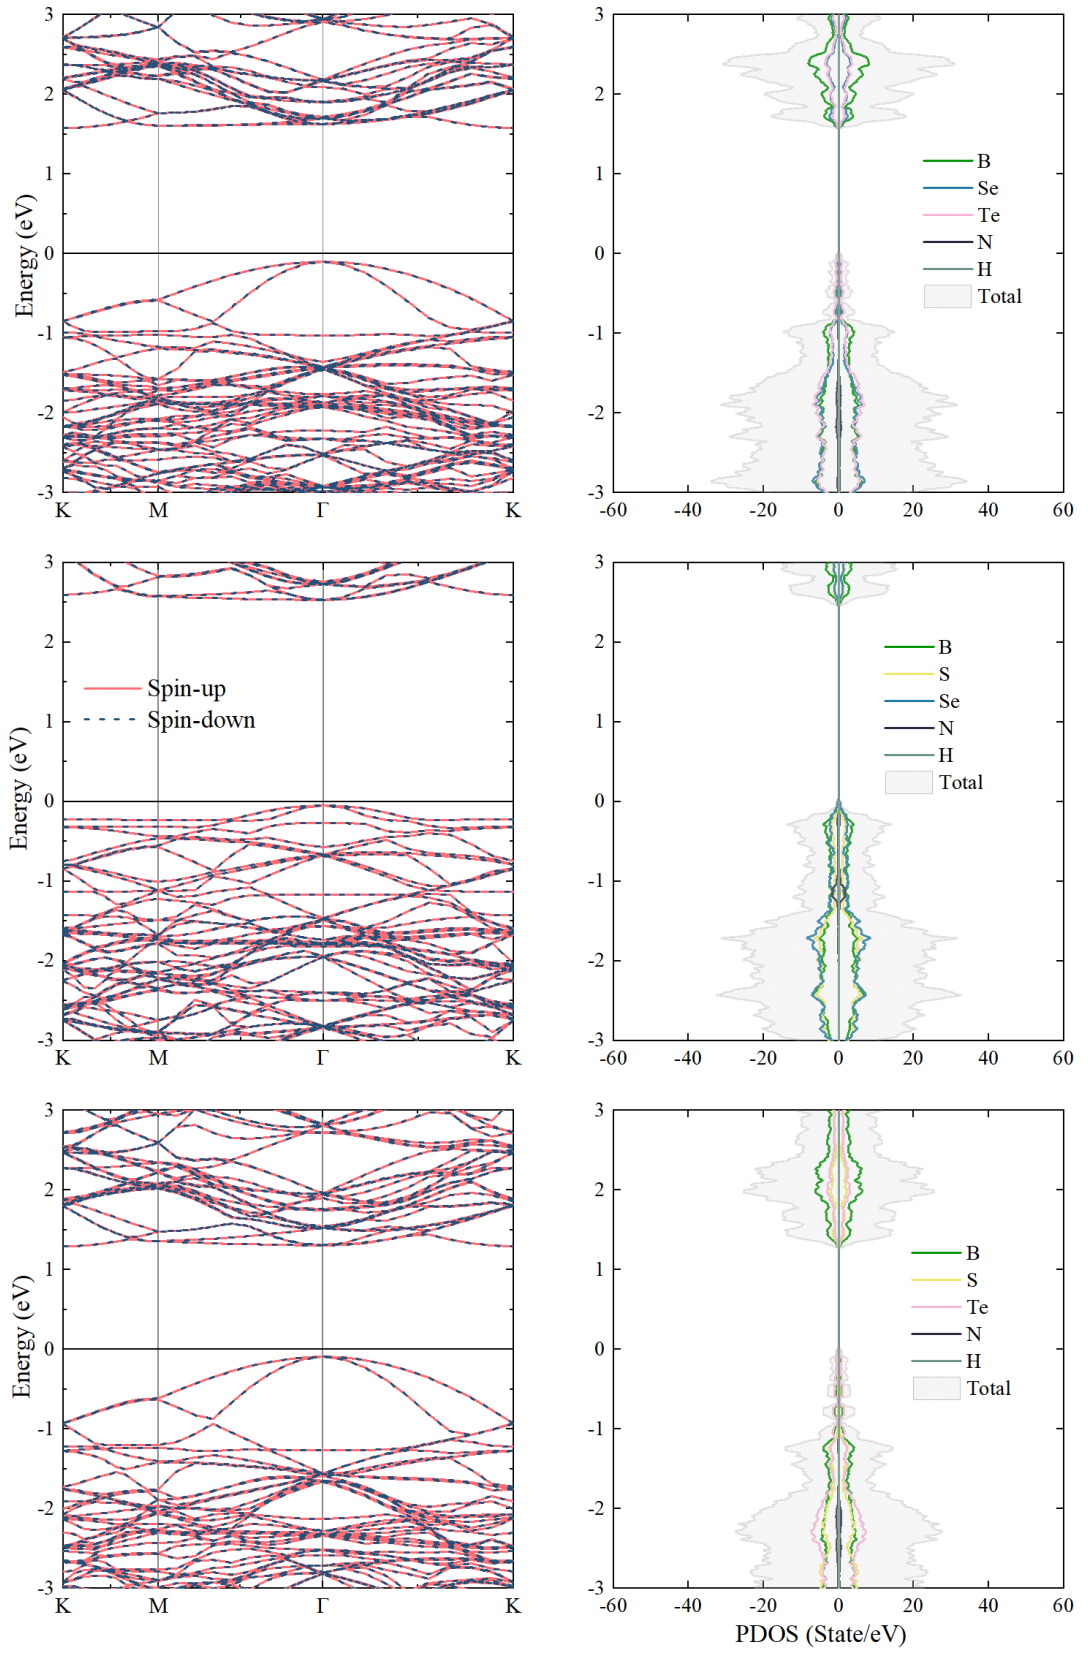 3
2
1
0
-1
-2
-3
Energy (eV)
K M Γ K
B
Se
Te
N
H
Total
3
2
1
0
-1
-2
-3
-60 -40 -20 0 20 40 60
3
2
1
0
-1
-2
-3
Energy (eV)
Spin-up
Spin-down
K M Γ K
B
S
Se
N
H
Total
3
2
1
0
-1
-2
-3
-60 -40 -20 0 20 40 60
3
2
1
0
-1
-2
-3
Energy (eV)
K M Γ K
B
S
Te
N
H
Total
3
2
1
0
-1
-2
-3
-60 -40 -20 0 20 40 60
PDOS (State/eV)